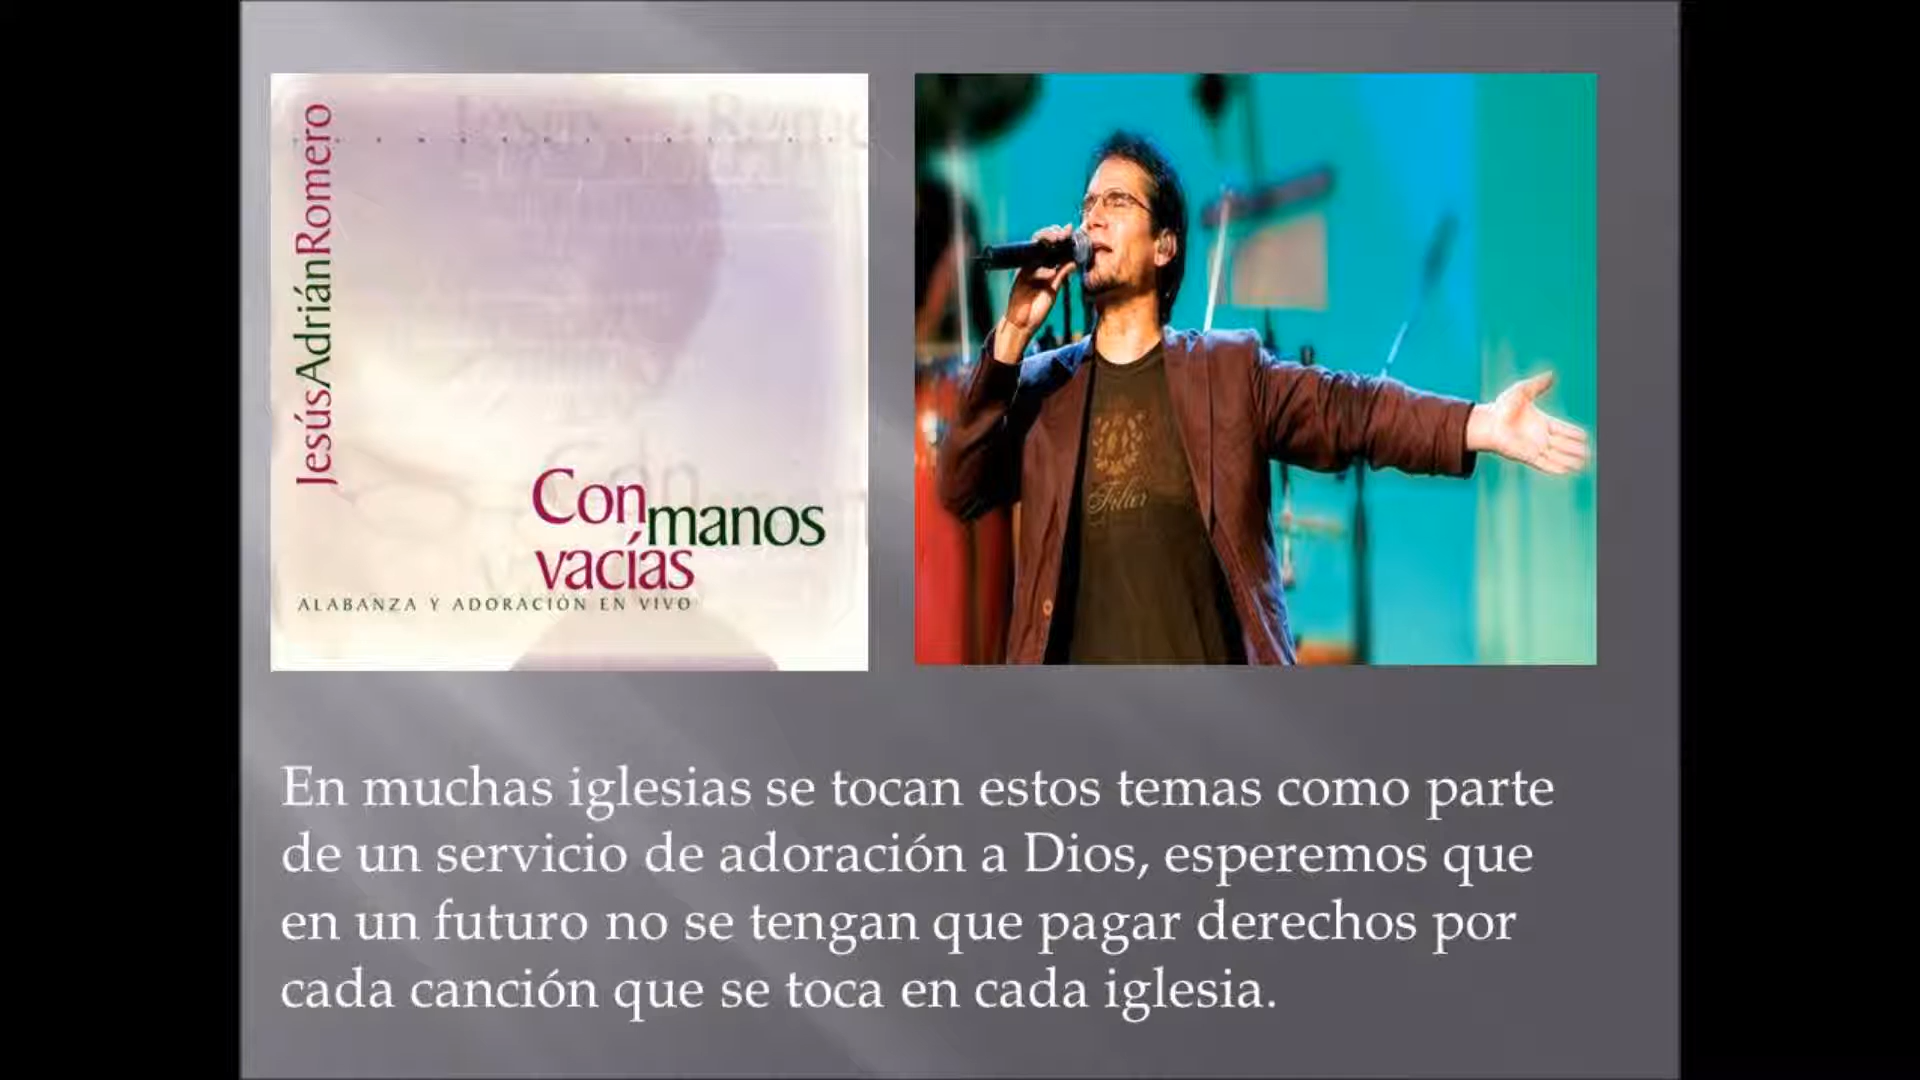 JesúsAdriánRomero
Con manos
vacías
ALABANZA Y ADORACIÓN EN VIVO
Filter
En muchas iglesias se tocan estos temas como parte
de un servicio de adoración a Dios, esperemos que
en un futuro no se tengan que pagar derechos por
cada canción que se toca en cada iglesia.